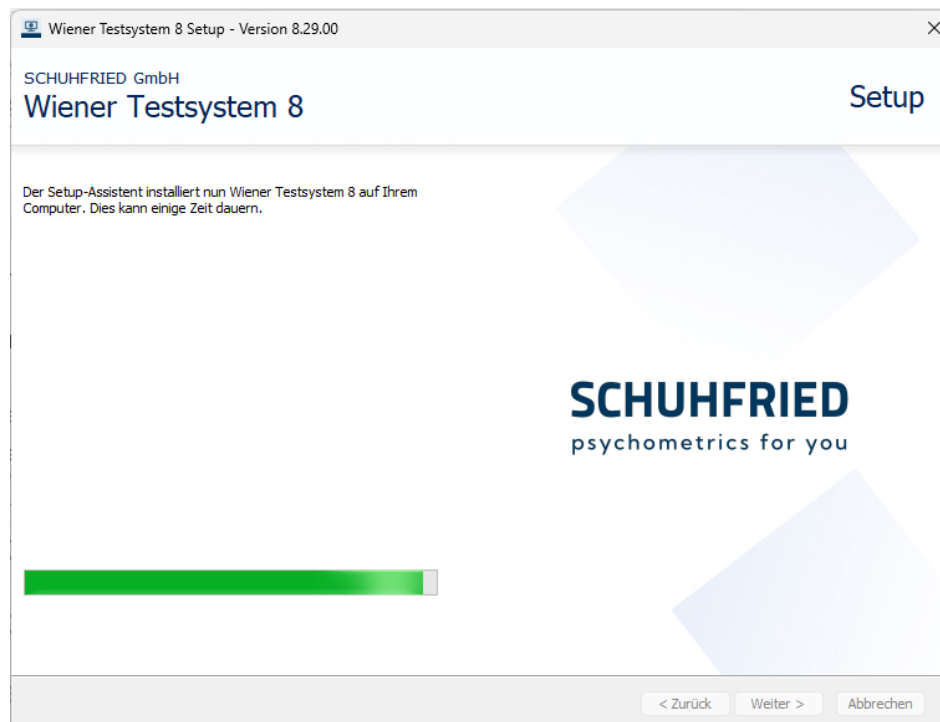 Wiener Testsystem 8 Setup - Version 8.29.00
SCHUHFRIED GmbH
Wiener Testsystem 8
Setup
Der Setup-Assistent installiert nun Wiener Testsystem 8 auf Ihrem
Computer. Dies kann einige Zeit dauern.
SCHUHFRIED
psychometrics for you
< Zurück
Weiter >
Abbrechen